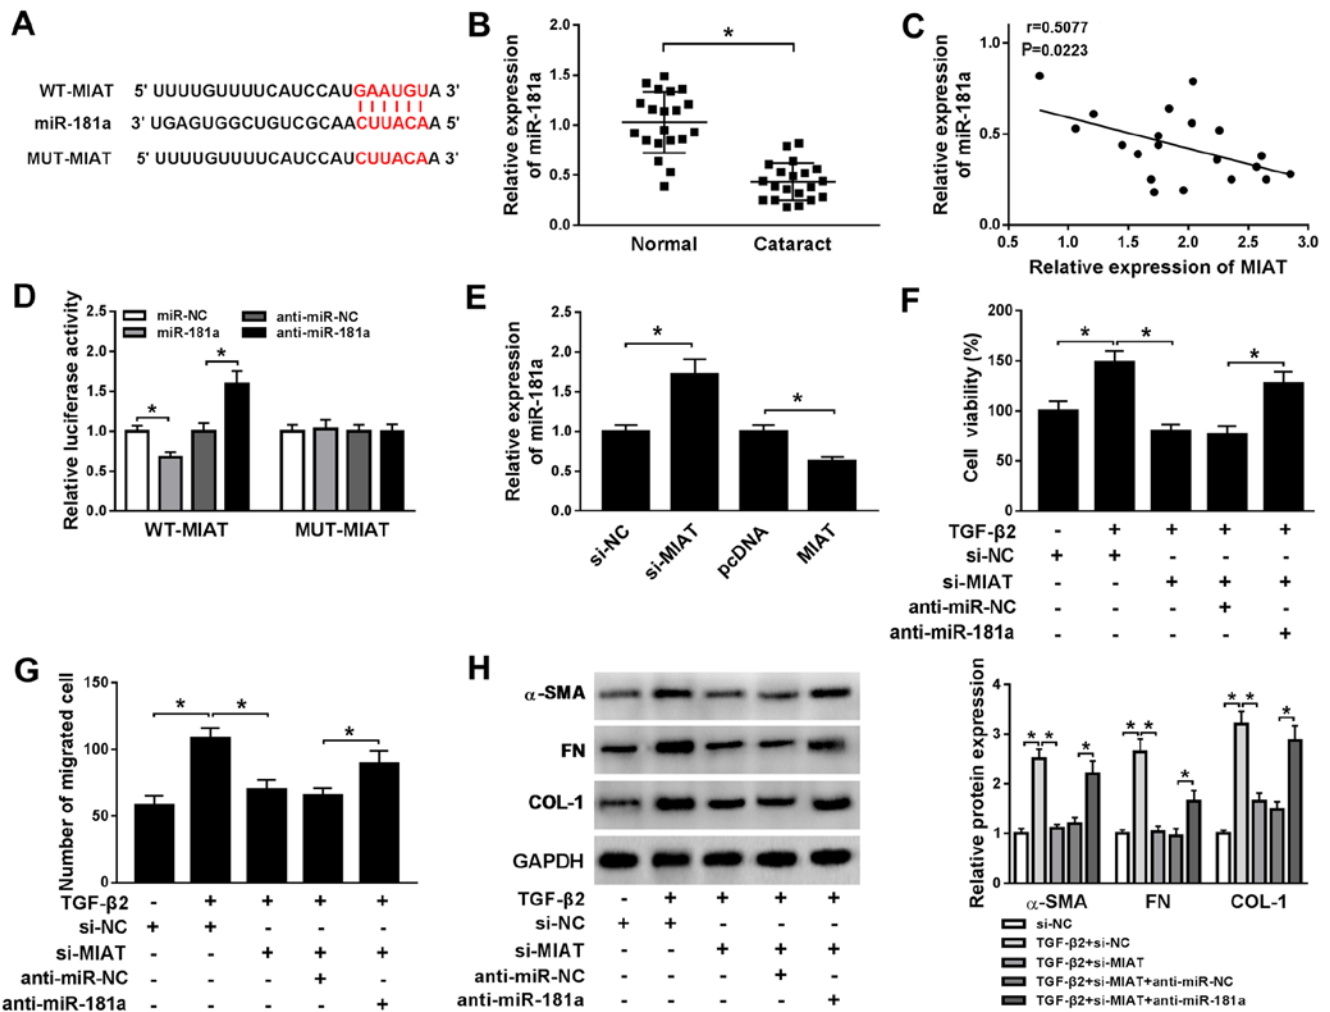 A
WT-MIAT 5' UUUUGUUUUCAUCCAUGAAUGUA 3'
miR-181a 3' UGAGUGGCUGUCGCAACUUACAA 5'
MUT-MIAT 5' UUUUGUUUUCAUCCAUCUUACAA 3'
B
Relative expression
of miR-181a
2.0
1.5
1.0
0.5
0.0
*
Normal Cataract
C
Relative expression
of miR-181a
r=0.5077
P=0.0223
1.0
0.5
0.0
0.5 1.0 1.5 2.0 2.5 3.0
Relative expression of MIAT
D
Relative luciferase activity
2.5
2.0
1.5
1.0
0.5
0.0
miR-NC anti-miR-NC
miR-181a anti-miR-181a
* *
WT-MIAT MUT-MIAT
E
Relative expression
of miR-181a
2.5
2.0
1.5
1.0
0.5
0.0
* *
si-NC si-MIAT pcDNA MIAT
F
Cell viability (%)
200
150
100
50
0
* * *
TGF-β2 - + + + +
si-NC + + - - -
si-MIAT - - + + +
anti-miR-NC - - - + -
anti-miR-181a - - - - +
G
Number of migrated cell
150
100
50
0
* * *
TGF-β2 - + + + +
si-NC + + - - -
si-MIAT - - + + +
anti-miR-NC - - - + -
anti-miR-181a - - - - +
H
α-SMA
FN
COL-1
GAPDH
TGF-β2 - + + + +
si-NC + + - - -
si-MIAT - - + + +
anti-miR-NC - - - + -
anti-miR-181a - - - - +
Relative protein expression
4
3
2
1
0
* * * * * * * * *
α-SMA FN COL-1
si-NC
TGF-β2+si-NC
TGF-β2+si-MIAT
TGF-β2+si-MIAT+anti-miR-NC
TGF-β2+si-MIAT+anti-miR-181a